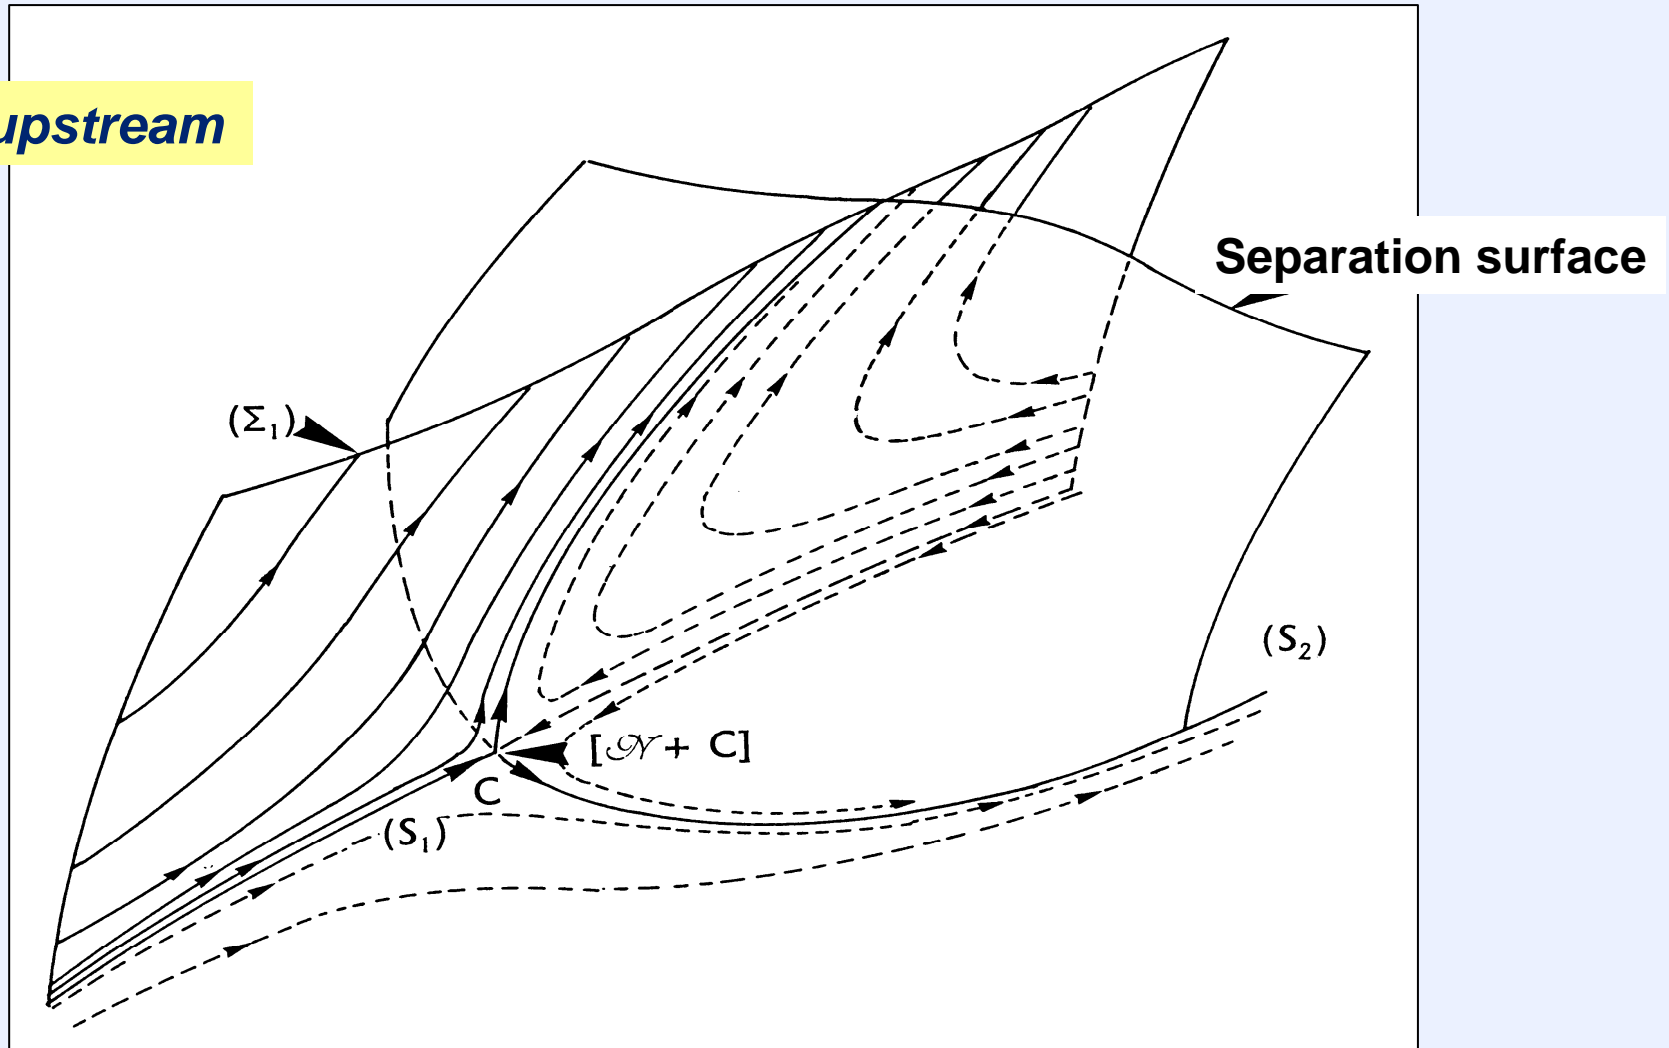 upstream
Separation surface
(Σ₁)
(S₂)
[𝒩 + C]
C
(S₁)